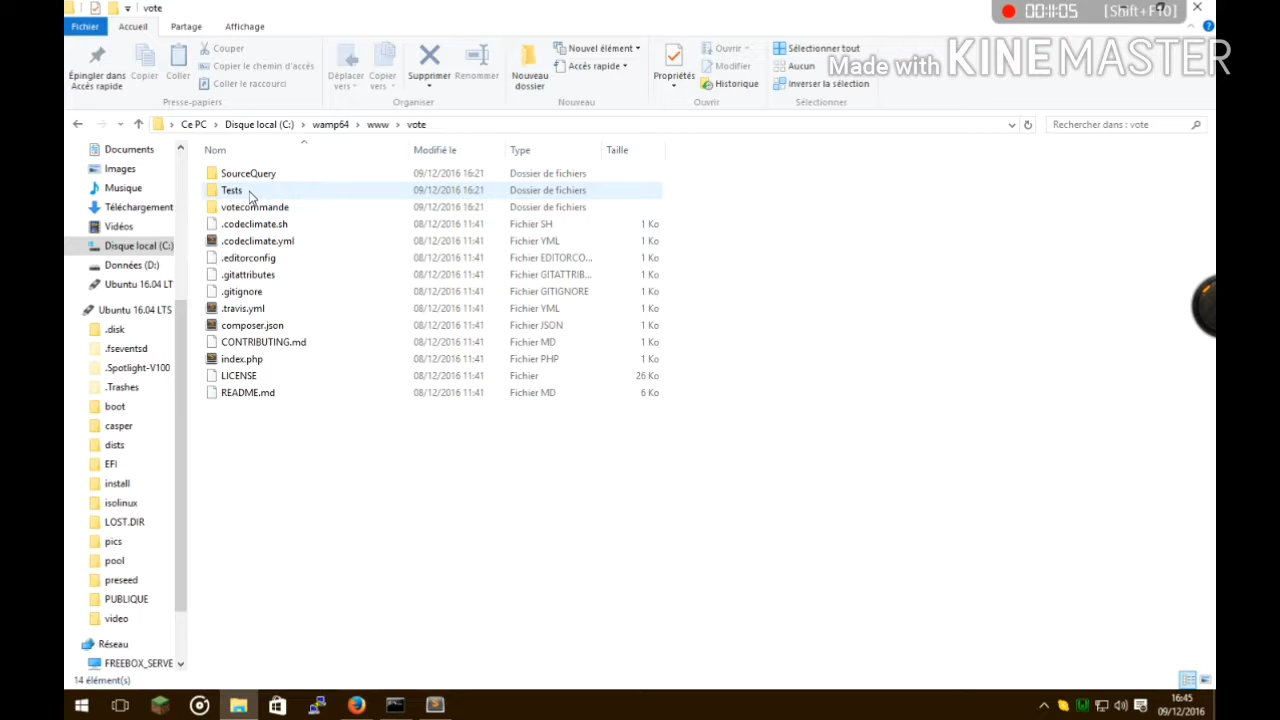 vote
00:11:05 [Shift+F10]
Fichier Accueil Partage Affichage
Made with KINEMASTER
Épingler dans Accès rapide
Copier
Coller
Couper
Copier le chemin d'accès
Coller le raccourci
Presse-papiers
Déplacer vers
Copier vers
Supprimer
Renommer
Organiser
Nouveau dossier
Nouvel élément
Accès rapide
Nouveau
Propriétés
Ouvrir
Modifier
Historique
Ouvrir
Sélectionner tout
Aucun
Inverser la sélection
Sélectionner
Ce PC > Disque local (C:) > wamp64 > www > vote
Rechercher dans : vote
Documents
Images
Musique
Téléchargement
Vidéos
Disque local (C:)
Données (D:)
Ubuntu 16.04 LT
Ubuntu 16.04 LTS
.disk
.fseventsd
.Spotlight-V100
.Trashes
boot
casper
dists
EFI
install
isolinux
LOST.DIR
pics
pool
preseed
PUBLIQUE
video
Réseau
FREEBOX_SERVE
Nom Modifié le Type Taille
SourceQuery 09/12/2016 16:21 Dossier de fichiers
Tests 09/12/2016 16:21 Dossier de fichiers
votecommande 09/12/2016 16:21 Dossier de fichiers
.codeclimate.sh 08/12/2016 11:41 Fichier SH 1 Ko
.codeclimate.yml 08/12/2016 11:41 Fichier YML 1 Ko
.editorconfig 08/12/2016 11:41 Fichier EDITORCO... 1 Ko
.gitattributes 08/12/2016 11:41 Fichier GITATTRIB... 1 Ko
.gitignore 08/12/2016 11:41 Fichier GITIGNORE 1 Ko
.travis.yml 08/12/2016 11:41 Fichier YML 1 Ko
composer.json 08/12/2016 11:41 Fichier JSON 1 Ko
CONTRIBUTING.md 08/12/2016 11:41 Fichier MD 1 Ko
index.php 08/12/2016 11:41 Fichier PHP 1 Ko
LICENSE 08/12/2016 11:41 Fichier 26 Ko
README.md 08/12/2016 11:41 Fichier MD 6 Ko
14 élément(s)
16:45
09/12/2016